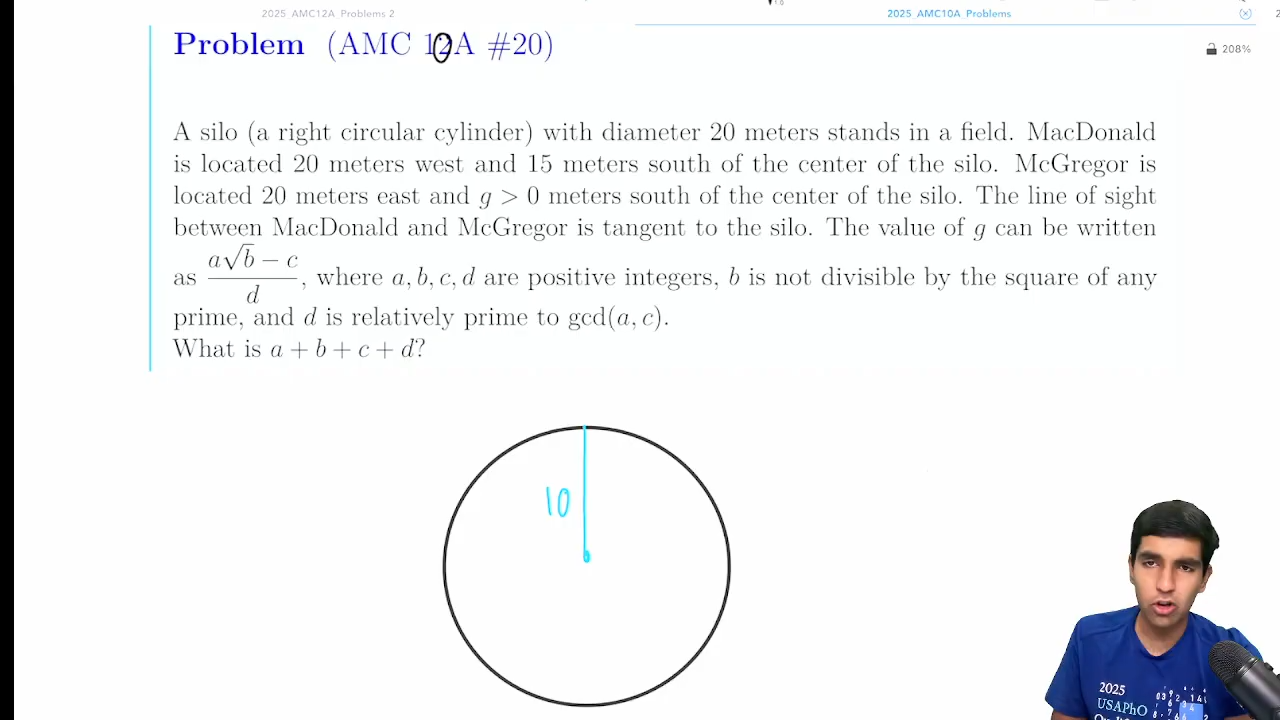 2025_AMC12A_Problems 2
2025_AMC10A_Problems
208%
Problem (AMC 10A #20)
A silo (a right circular cylinder) with diameter 20 meters stands in a field. MacDonald
is located 20 meters west and 15 meters south of the center of the silo. McGregor is
located 20 meters east and g > 0 meters south of the center of the silo. The line of sight
between MacDonald and McGregor is tangent to the silo. The value of g can be written
as \frac{a\sqrt{b} - c}{d}, where a, b, c, d are positive integers, b is not divisible by the square of any
prime, and d is relatively prime to gcd(a, c).
What is a + b + c + d?
10
2025
USAPhO